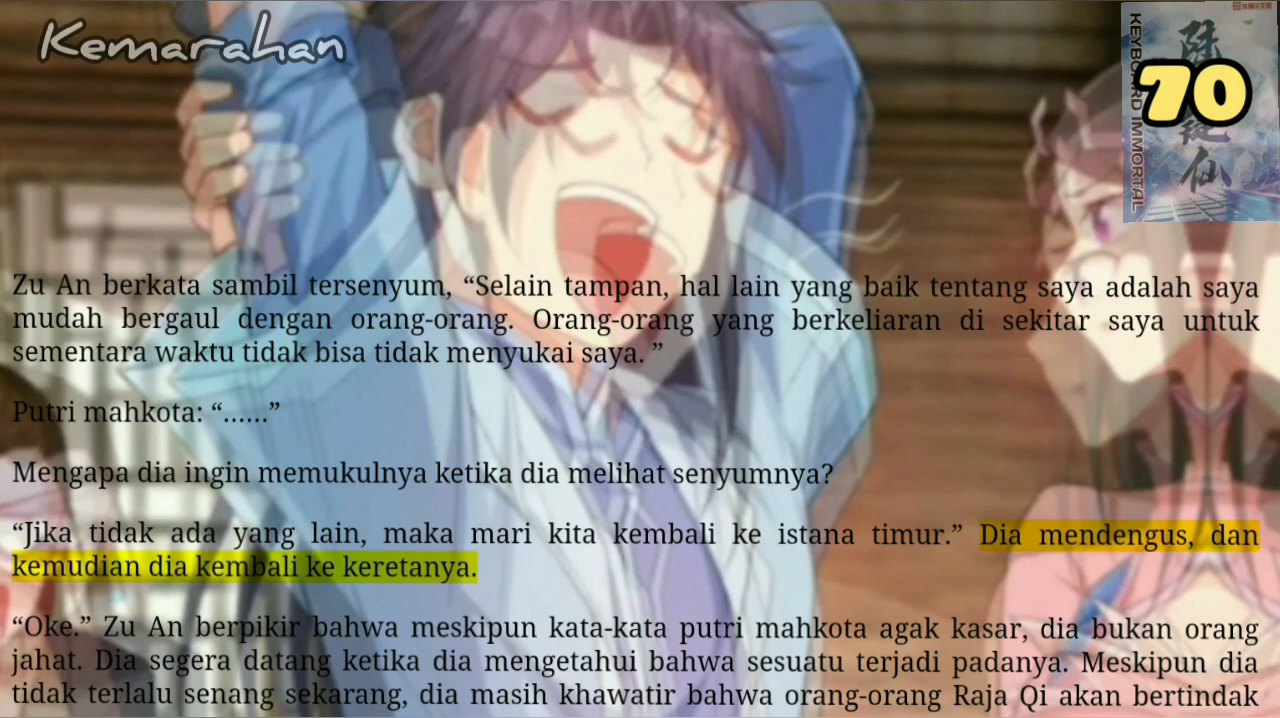 Kemarahan
KEYBOARD IMMORTAL
70
仙
Zu An berkata sambil tersenyum, “Selain tampan, hal lain yang baik tentang saya adalah saya
mudah bergaul dengan orang-orang. Orang-orang yang berkeliaran di sekitar saya untuk
sementara waktu tidak bisa tidak menyukai saya. ”
Putri mahkota: “……”
Mengapa dia ingin memukulnya ketika dia melihat senyumnya?
“Jika tidak ada yang lain, maka mari kita kembali ke istana timur.” Dia mendengus, dan
kemudian dia kembali ke keretanya.
“Oke.” Zu An berpikir bahwa meskipun kata-kata putri mahkota agak kasar, dia bukan orang
jahat. Dia segera datang ketika dia mengetahui bahwa sesuatu terjadi padanya. Meskipun dia
tidak terlalu senang sekarang, dia masih khawatir bahwa orang-orang Raja Qi akan bertindak